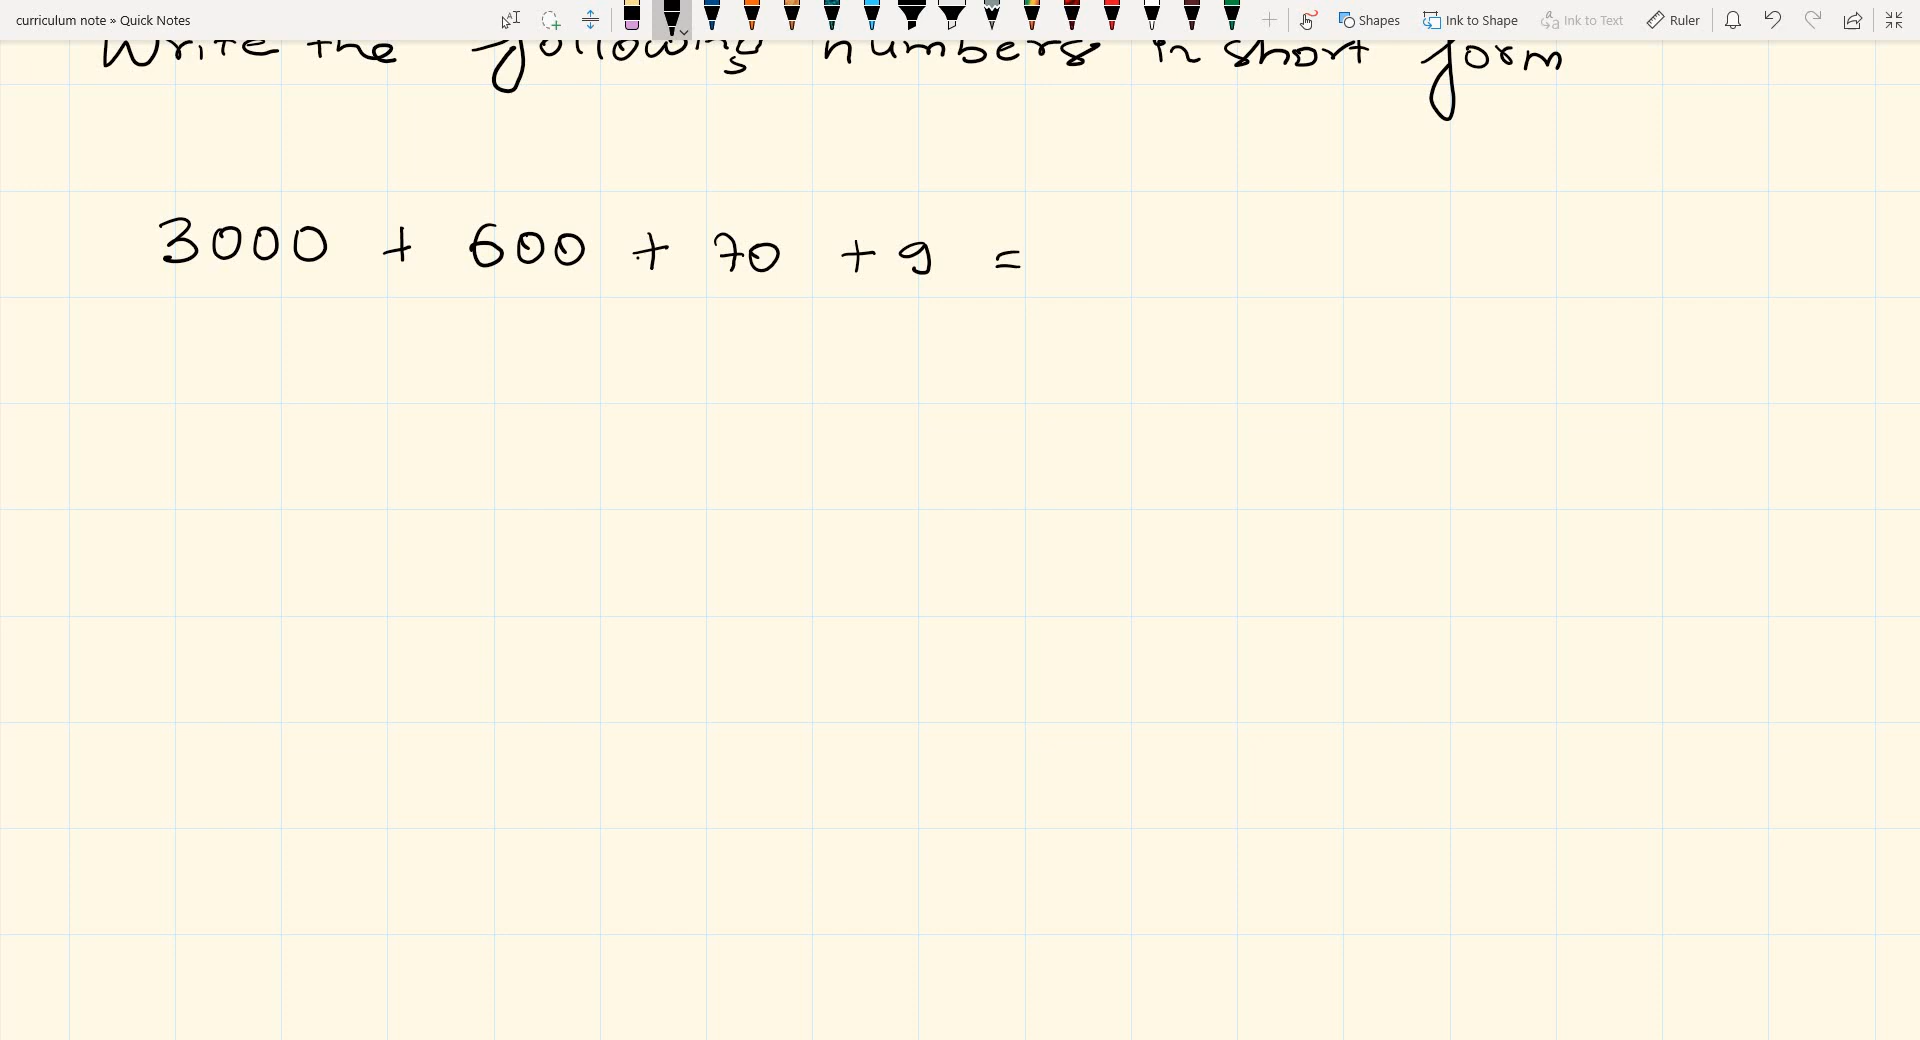 curriculum note » Quick Notes Shapes Ink to Shape Ink to Text Ruler
Write the following numbers in short form
3000 + 600 + 70 + 9 =